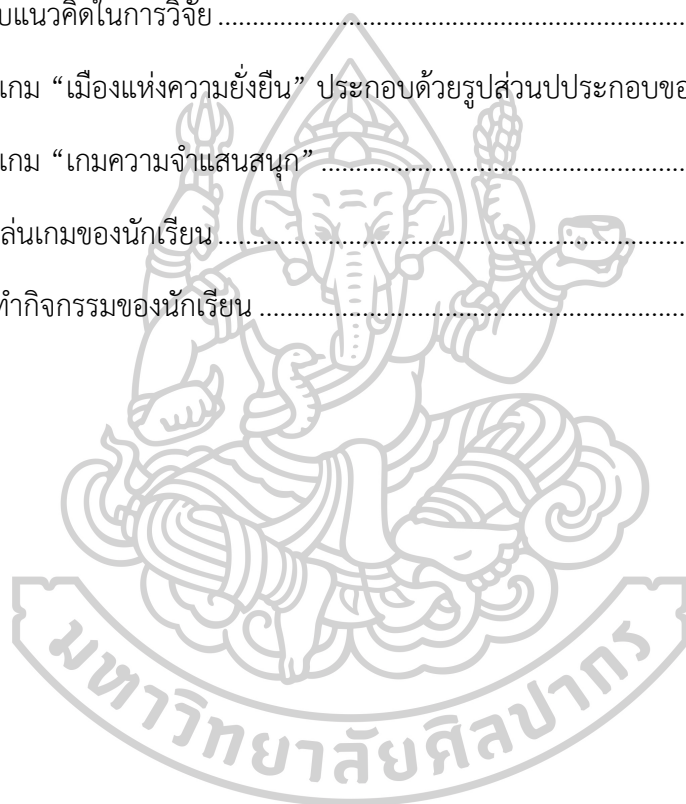 บแนวคิดในการวิจัย ................................................................
เกม “เมืองแห่งความยั่งยืน” ประกอบด้วยรูปส่วนปประกอบขอ
เกม “เกมความจำแสนสนุก” ................................................
ล่นเกมของนักเรียน ................................................................
ทำกิจกรรมของนักเรียน .........................................................
มหาวิทยาลัยศิลปากร